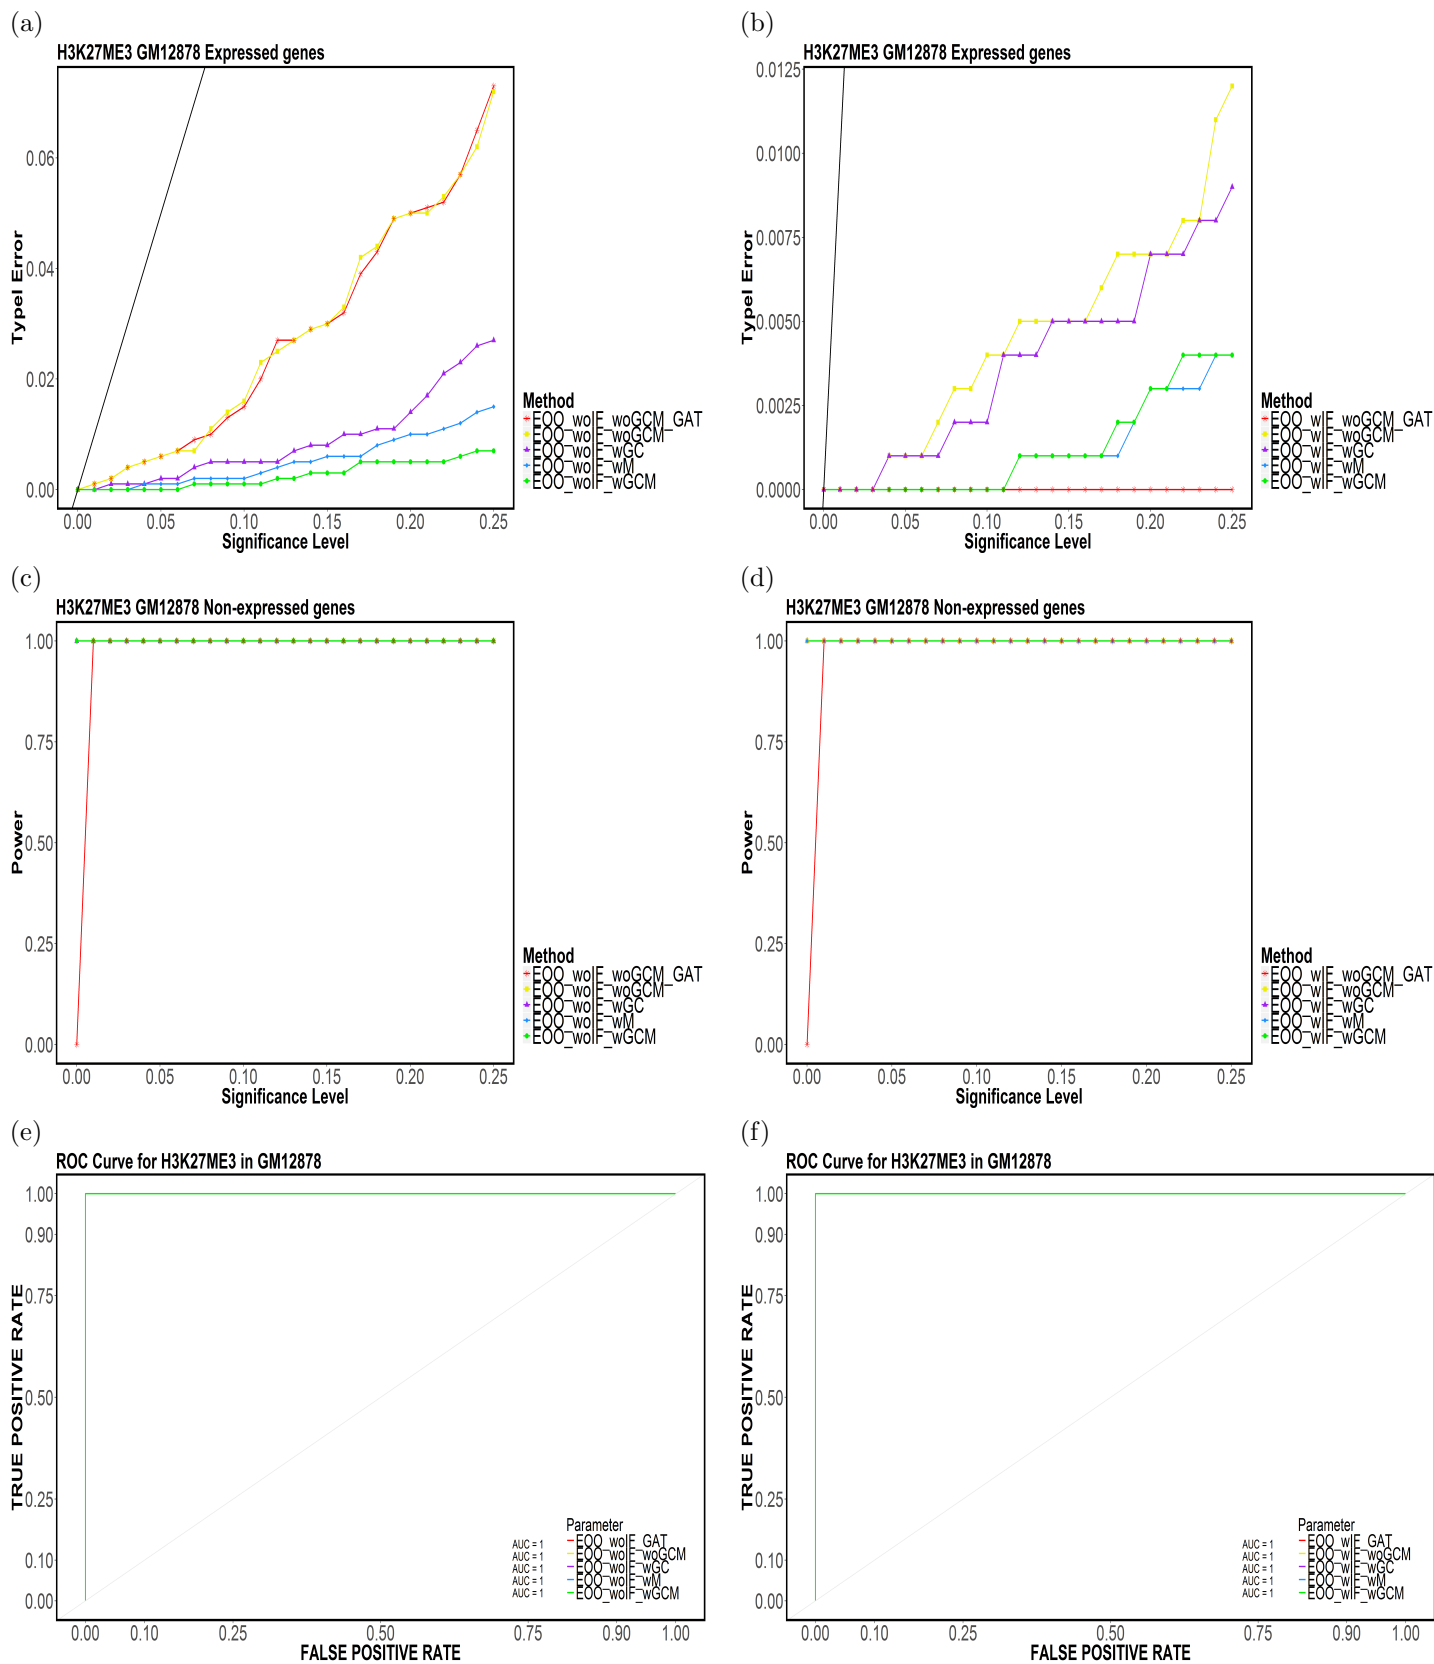 (a)
H3K27ME3 GM12878 Expressed genes
TypeI Error
0.06
0.04
0.02
0.00
0.00 0.05 0.10 0.15 0.20 0.25
Significance Level
Method
EOO_woIF_woGCM_GAT
EOO_woIF_woGCM
EOO_woIF_wGC
EOO_woIF_wM
EOO_woIF_wGCM
(b)
H3K27ME3 GM12878 Expressed genes
TypeI Error
0.0125
0.0100
0.0075
0.0050
0.0025
0.0000
0.00 0.05 0.10 0.15 0.20 0.25
Significance Level
Method
EOO_wIF_woGCM_GAT
EOO_wIF_woGCM
EOO_wIF_wGC
EOO_wIF_wM
EOO_wIF_wGCM
(c)
H3K27ME3 GM12878 Non-expressed genes
Power
1.00
0.75
0.50
0.25
0.00
0.00 0.05 0.10 0.15 0.20 0.25
Significance Level
Method
EOO_woIF_woGCM_GAT
EOO_woIF_woGCM
EOO_woIF_wGC
EOO_woIF_wM
EOO_woIF_wGCM
(d)
H3K27ME3 GM12878 Non-expressed genes
Power
1.00
0.75
0.50
0.25
0.00
0.00 0.05 0.10 0.15 0.20 0.25
Significance Level
Method
EOO_wIF_woGCM_GAT
EOO_wIF_woGCM
EOO_wIF_wGC
EOO_wIF_wM
EOO_wIF_wGCM
(e)
ROC Curve for H3K27ME3 in GM12878
TRUE POSITIVE RATE
1.00
0.90
0.75
0.50
0.25
0.10
0.00
Parameter
AUC = 1 EOO_woIF_GAT
AUC = 1 EOO_woIF_woGCM
AUC = 1 EOO_woIF_wGC
AUC = 1 EOO_woIF_wM
AUC = 1 EOO_woIF_wGCM
0.00 0.10 0.25 0.50 0.75 0.90 1.00
FALSE POSITIVE RATE
(f)
ROC Curve for H3K27ME3 in GM12878
TRUE POSITIVE RATE
1.00
0.90
0.75
0.50
0.25
0.10
0.00
Parameter
AUC = 1 EOO_wIF_GAT
AUC = 1 EOO_wIF_woGCM
AUC = 1 EOO_wIF_wGC
AUC = 1 EOO_wIF_wM
AUC = 1 EOO_wIF_wGCM
0.00 0.10 0.25 0.50 0.75 0.90 1.00
FALSE POSITIVE RATE